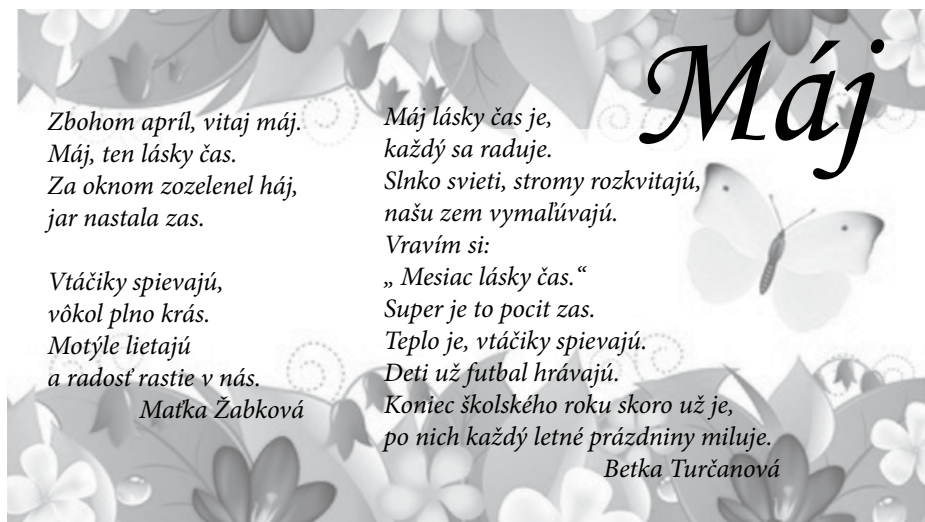 Máj
Zbohom apríl, vitaj máj.
Máj, ten lásky čas.
Za oknom zozelenel háj,
jar nastala zas.
Vtáčiky spievajú,
vôkol plno krás.
Motýle lietajú
a radosť rastie v nás.
Maťka Žabková
Máj lásky čas je,
každý sa raduje.
Slnko svieti, stromy rozkvitajú,
našu zem vymaľúvajú.
Vravím si:
„ Mesiac lásky čas.“
Super je to pocit zas.
Teplo je, vtáčiky spievajú.
Deti už futbal hrávajú.
Koniec školského roku skoro už je,
po nich každý letné prázdniny miluje.
Betka Turčanová